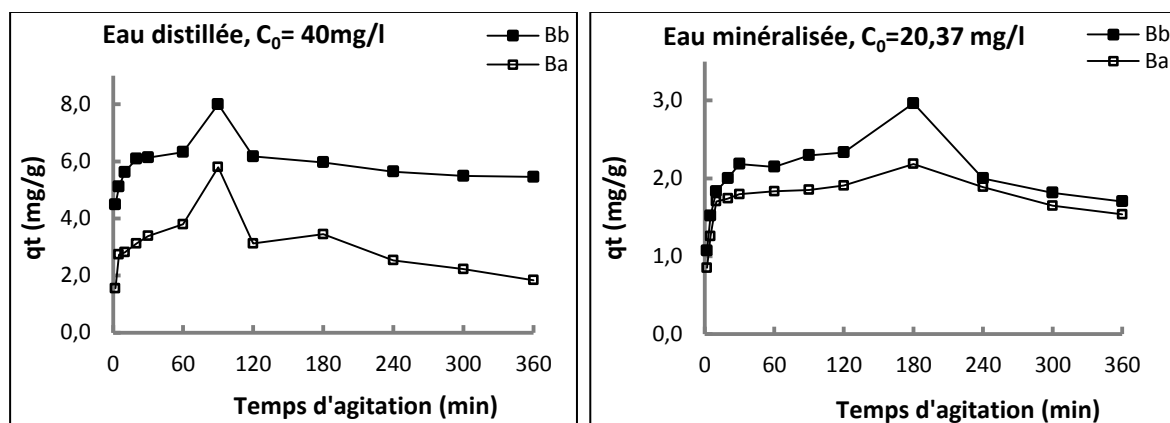 Eau distillée, C0= 40mg/l
Bb
Ba
8,0
6,0
4,0
2,0
0,0
qt (mg/g)
0 60 120 180 240 300 360
Temps d'agitation (min)
Eau minéralisée, C0=20,37 mg/l
Bb
Ba
3,0
2,0
1,0
0,0
qt (mg/g)
0 60 120 180 240 300 360
Temps d'agitation (min)